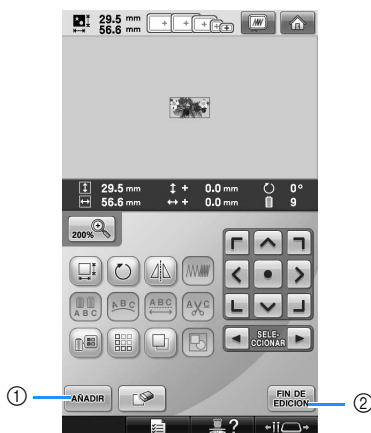 29.5 mm
56.6 mm
29.5 mm 0.0 mm 0°
56.6 mm 0.0 mm 9
200%
A B C A B C ABC A C
SELE-
CCIONAR
① AÑADIR
FIN DE
EDICION ②
?